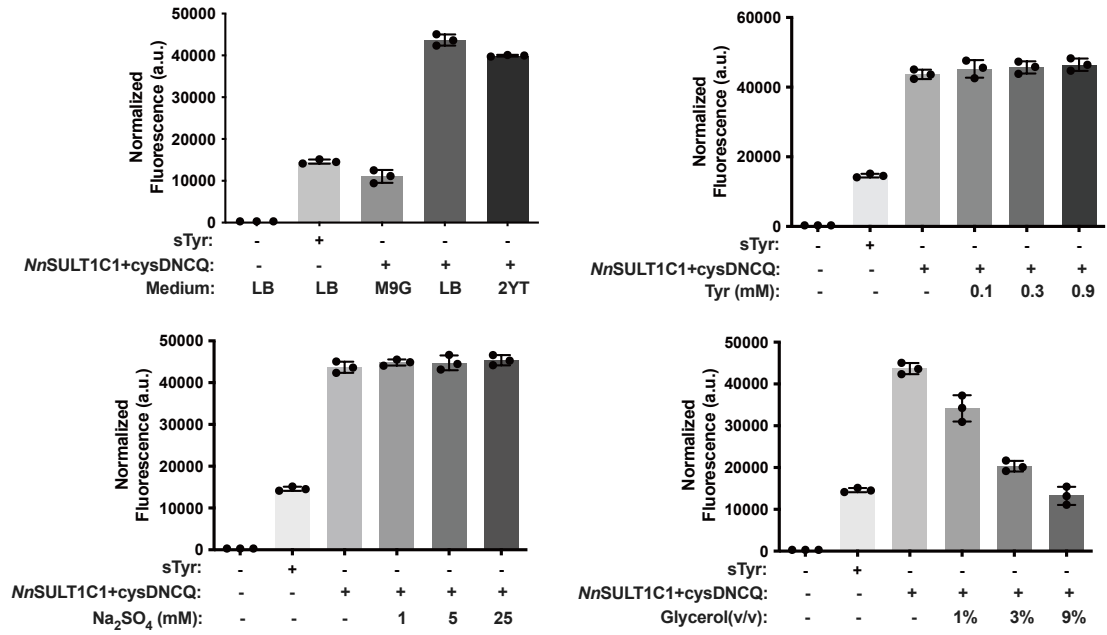 Normalized
Fluorescence (a.u.)
50000
40000
30000
20000
10000
0
sTyr: - + - - -
NnSULT1C1+cysDNCQ: - - + + +
Medium: LB LB M9G LB 2YT
Normalized
Fluorescence (a.u.)
60000
40000
20000
0
sTyr: - + - - - -
NnSULT1C1+cysDNCQ: - - + + + +
Tyr (mM): - - - 0.1 0.3 0.9
Normalized
Fluorescence (a.u.)
50000
40000
30000
20000
10000
0
sTyr: - + - - - -
NnSULT1C1+cysDNCQ: - - + + + +
Na₂SO₄ (mM): - - - 1 5 25
Normalized
Fluorescence (a.u.)
50000
40000
30000
20000
10000
0
sTyr: - + - - - -
NnSULT1C1+cysDNCQ: - - + + + +
Glycerol(v/v): - - - 1% 3% 9%